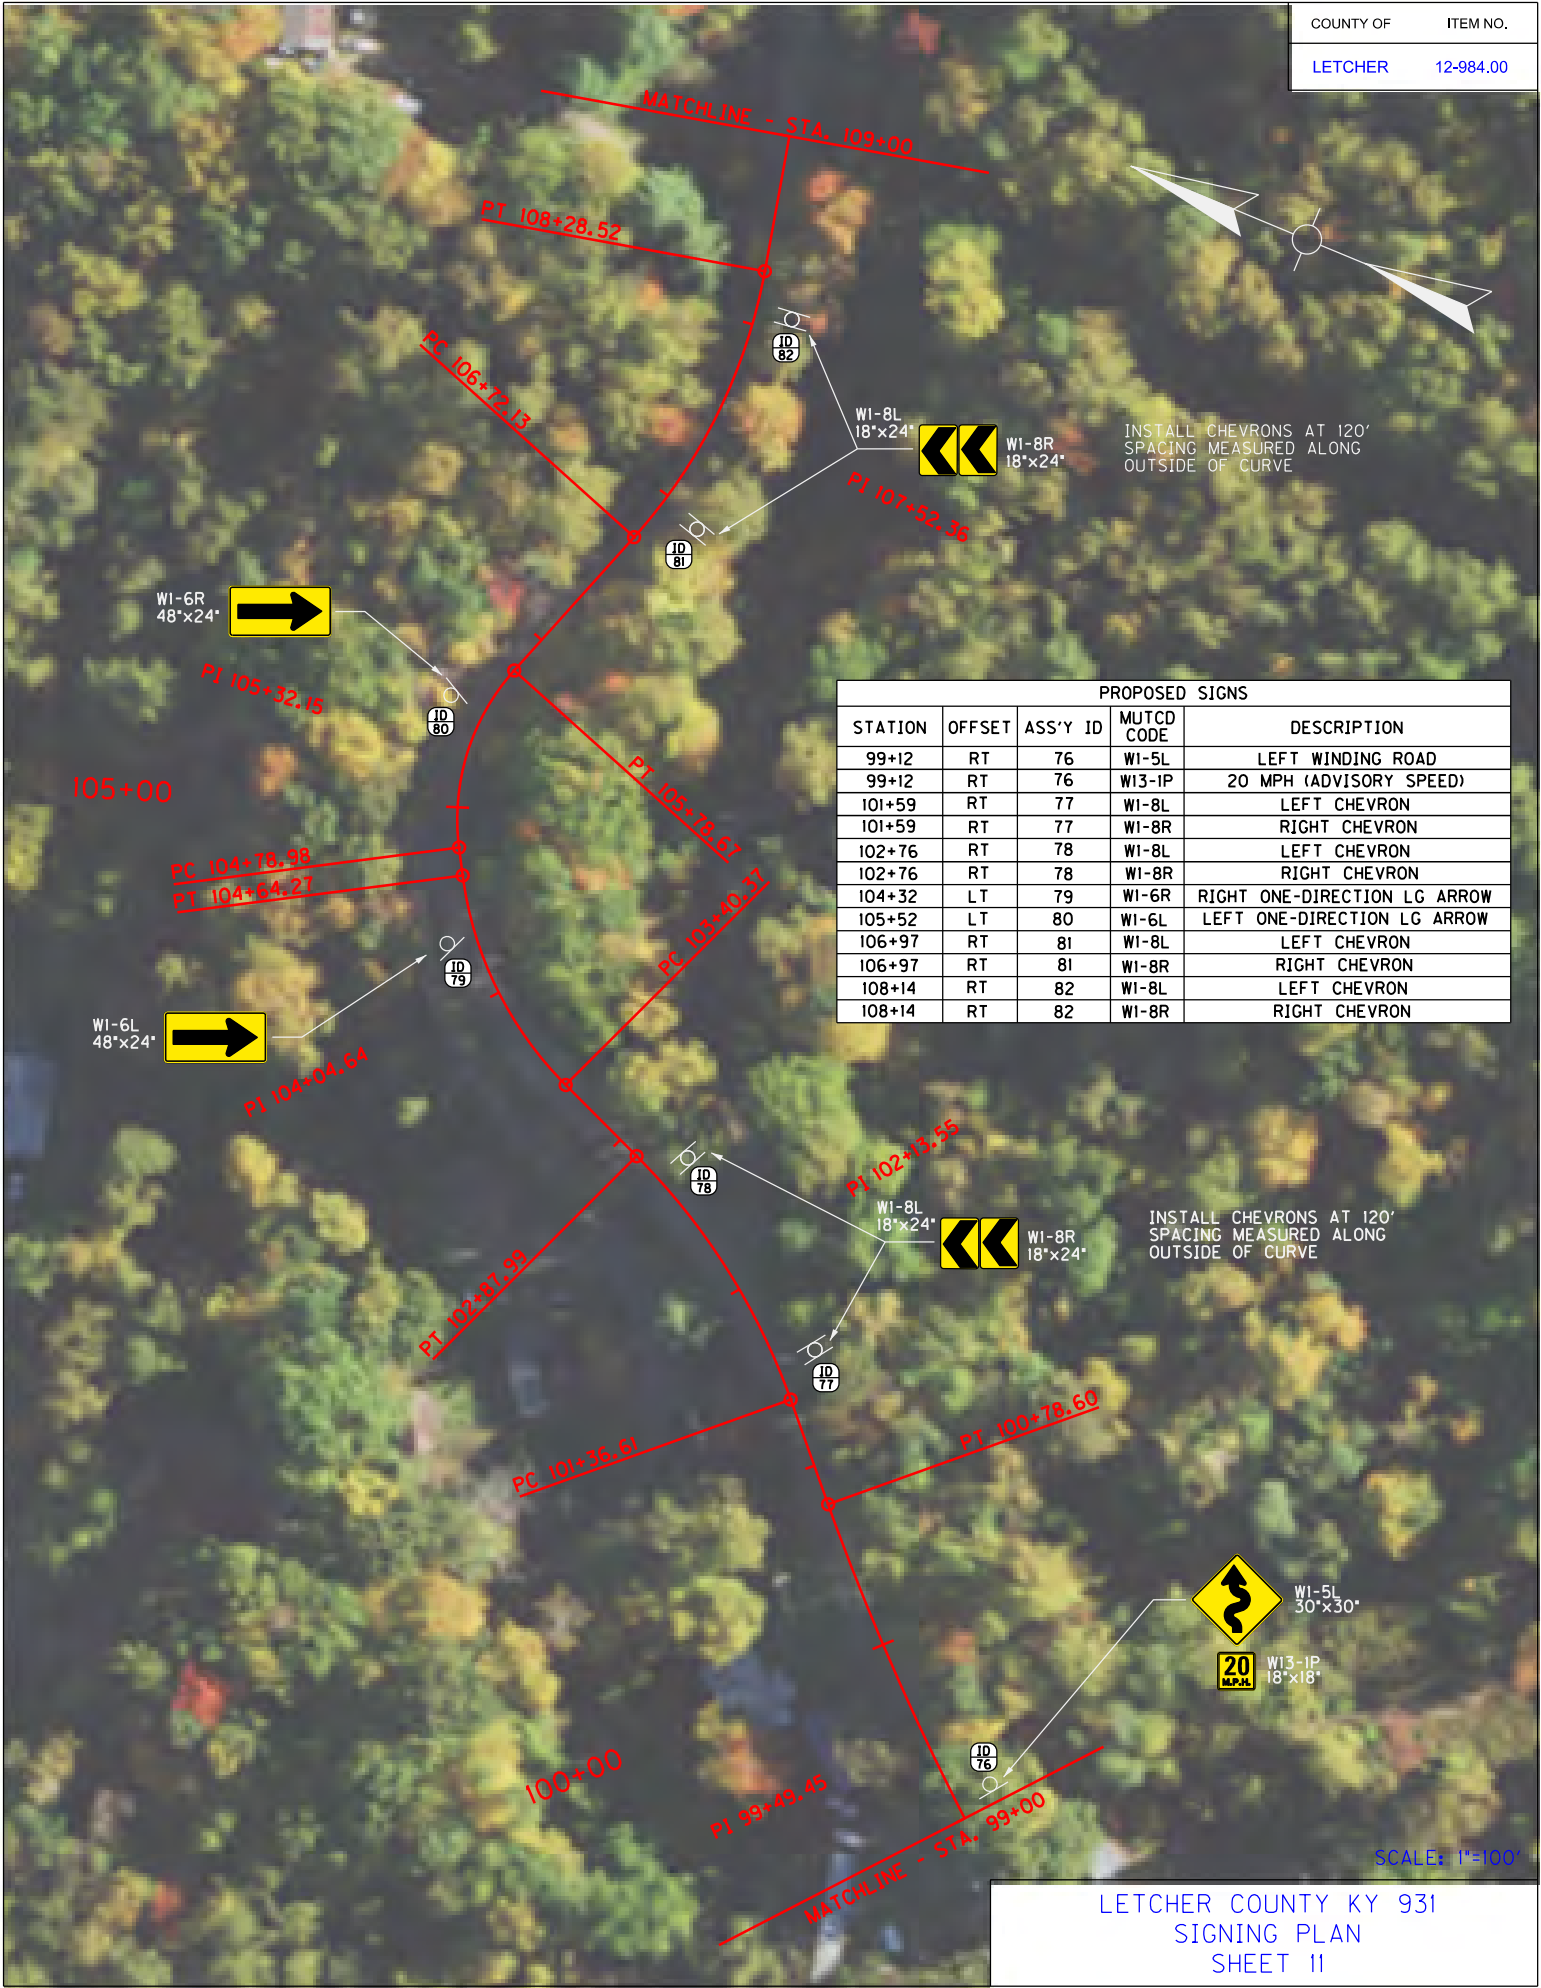 COUNTY OF ITEM NO.
LETCHER 12-984.00
MATCHLINE - STA. 109+00
PT 108+28.52
PC 106+72.13
ID
82
W1-8L
18"x24"
W1-8R
18"x24"
INSTALL CHEVRONS AT 120'
SPACING MEASURED ALONG
OUTSIDE OF CURVE
PI 107+52.36
ID
81
W1-6R
48"x24"
PI 105+32.15
ID
80
105+00
PT 105+78.67
PC 104+78.98
PT 104+64.27
PC 103+40.37
PROPOSED SIGNS
STATION OFFSET ASS'Y ID MUTCD CODE DESCRIPTION
99+12 RT 76 W1-5L LEFT WINDING ROAD
99+12 RT 76 W13-1P 20 MPH (ADVISORY SPEED)
101+59 RT 77 W1-8L LEFT CHEVRON
101+59 RT 77 W1-8R RIGHT CHEVRON
102+76 RT 78 W1-8L LEFT CHEVRON
102+76 RT 78 W1-8R RIGHT CHEVRON
104+32 LT 79 W1-6R RIGHT ONE-DIRECTION LG ARROW
105+52 LT 80 W1-6L LEFT ONE-DIRECTION LG ARROW
106+97 RT 81 W1-8L LEFT CHEVRON
106+97 RT 81 W1-8R RIGHT CHEVRON
108+14 RT 82 W1-8L LEFT CHEVRON
108+14 RT 82 W1-8R RIGHT CHEVRON
ID
79
W1-6L
48"x24"
PI 104+04.64
ID
78
PI 102+13.55
W1-8L
18"x24"
W1-8R
18"x24"
INSTALL CHEVRONS AT 120'
SPACING MEASURED ALONG
OUTSIDE OF CURVE
PT 102+87.99
ID
77
PC 101+36.61
PT 100+78.60
W1-5L
30"x30"
20
M.P.H.
W13-1P
18"x18"
ID
76
100+00
PI 99+49.45
MATCHLINE - STA. 99+00
SCALE: 1"=100'
LETCHER COUNTY KY 931
SIGNING PLAN
SHEET 11